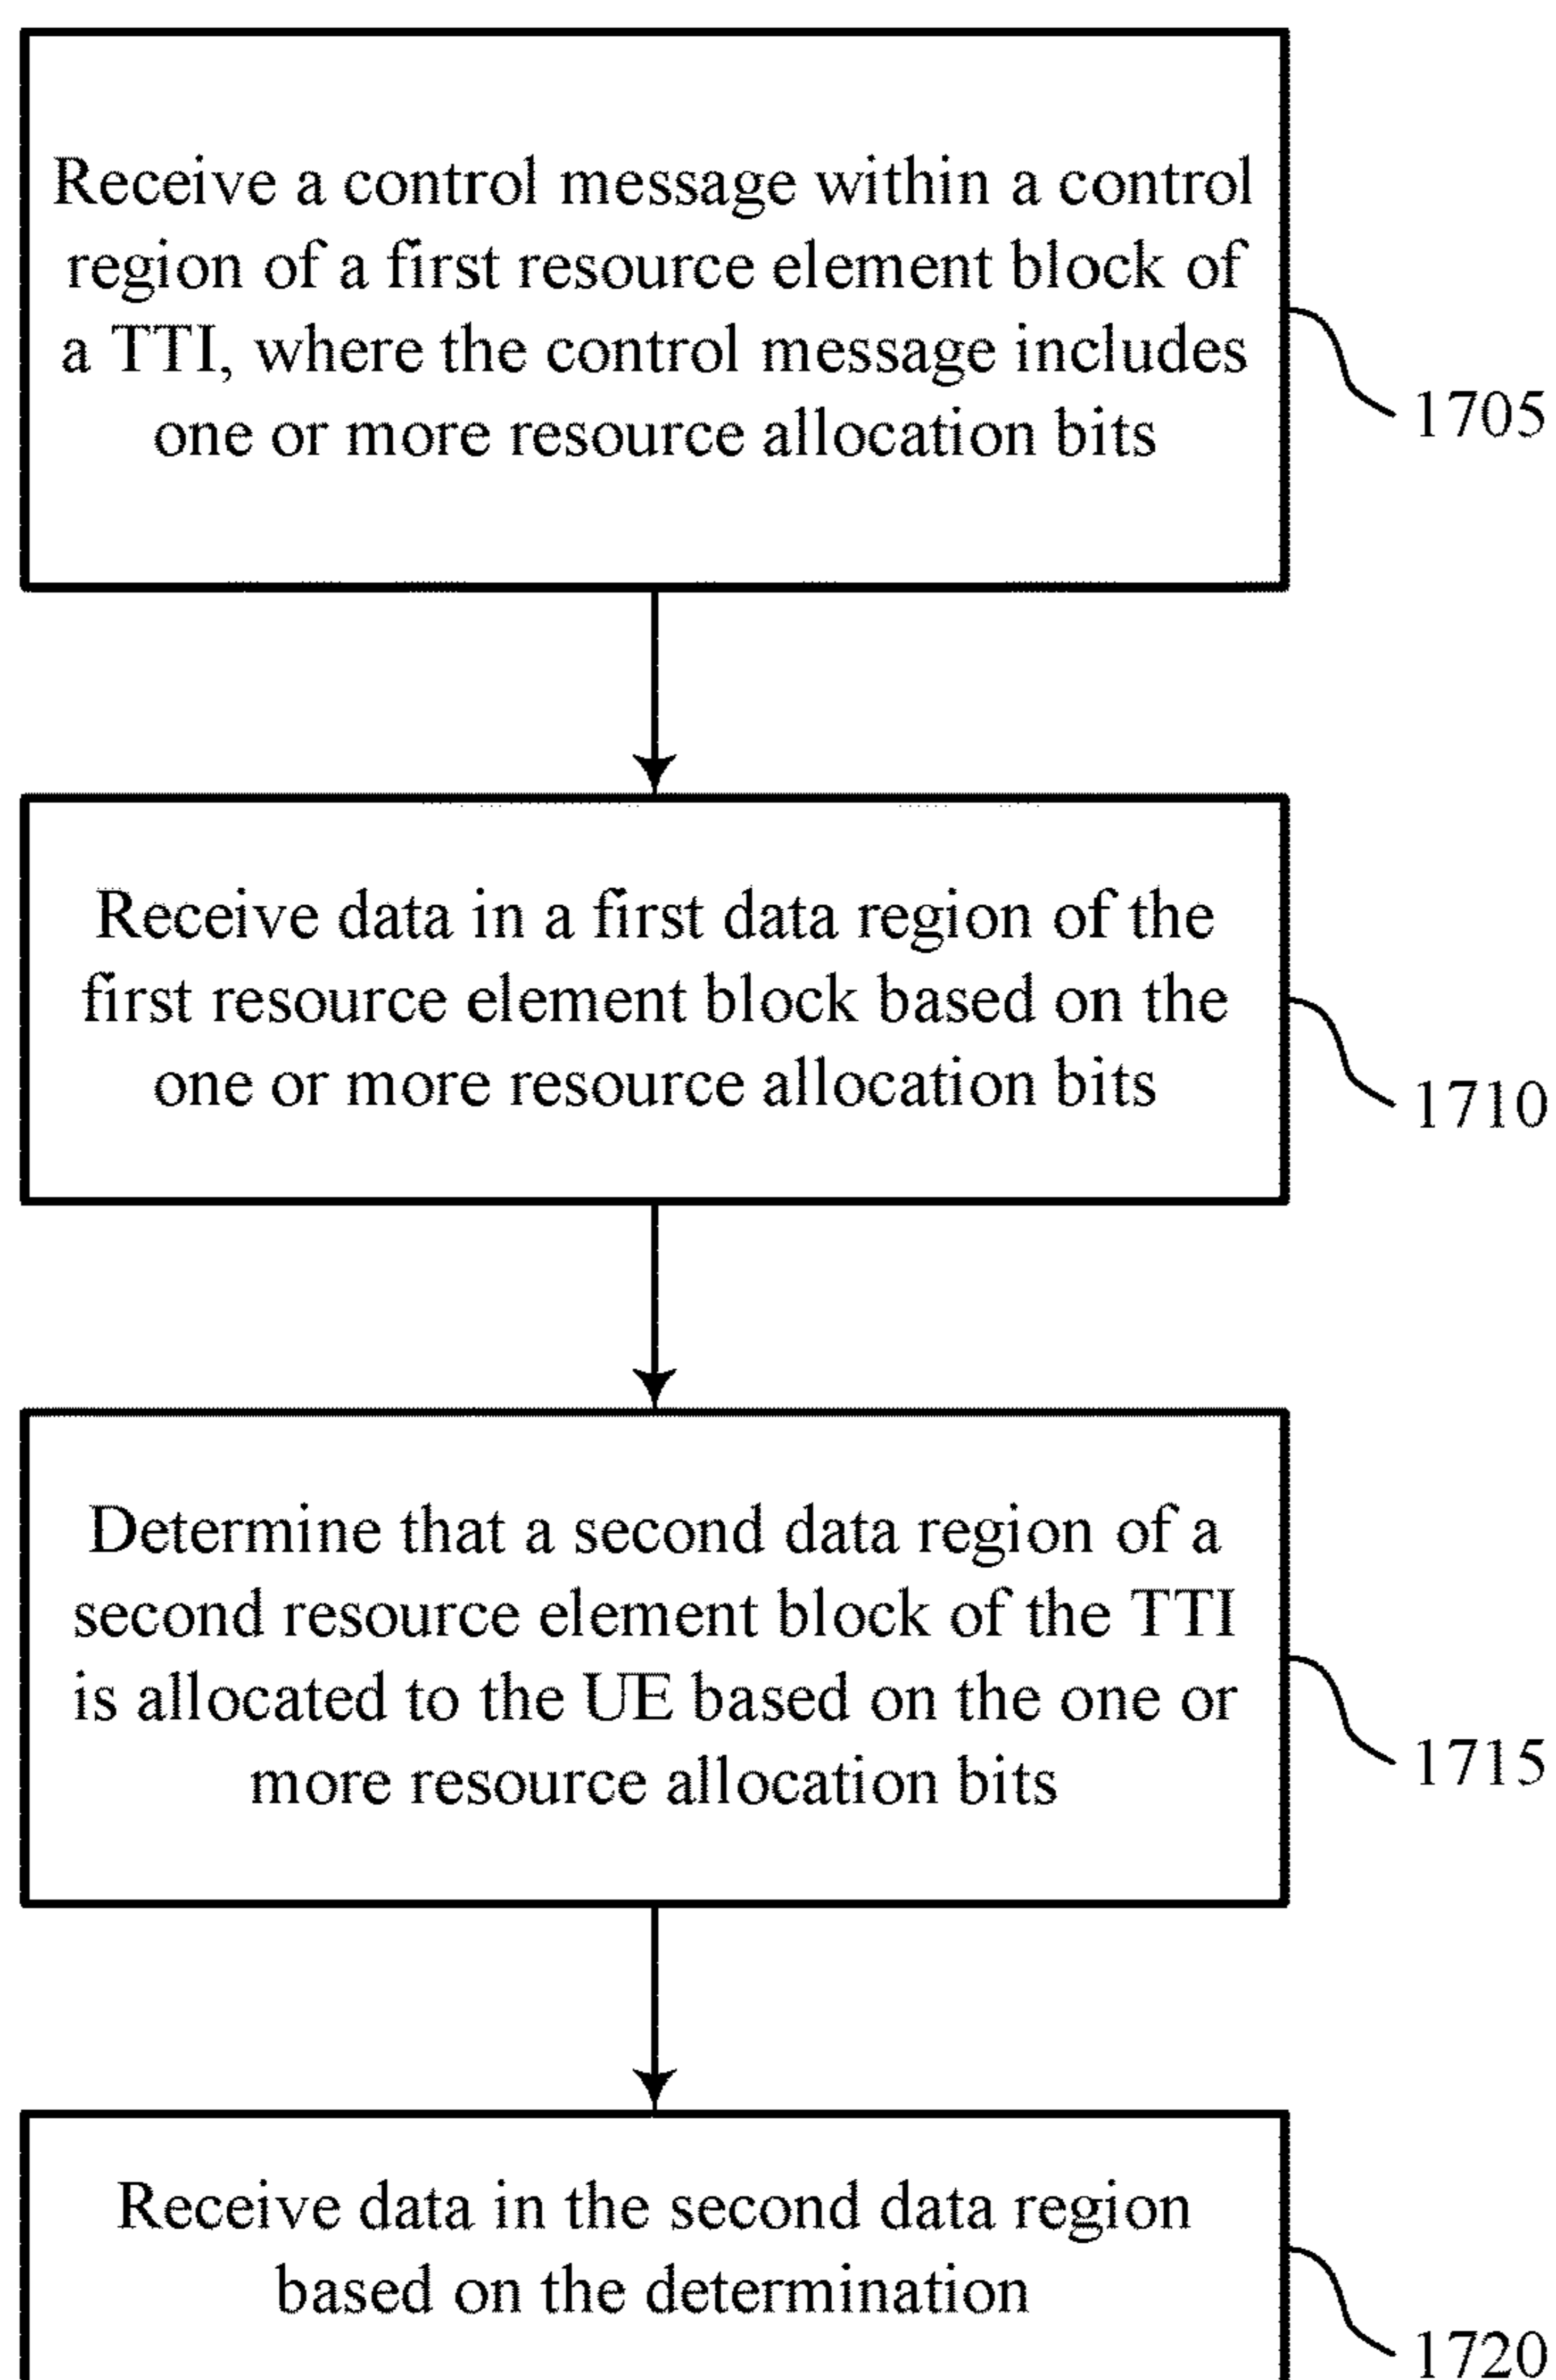 Receive a control message within a control
region of a first resource element block of
a TTI, where the control message includes
one or more resource allocation bits
1705
Receive data in a first data region of the
first resource element block based on the
one or more resource allocation bits
1710
Determine that a second data region of a
second resource element block of the TTI
is allocated to the UE based on the one or
more resource allocation bits
1715
Receive data in the second data region
based on the determination
1720